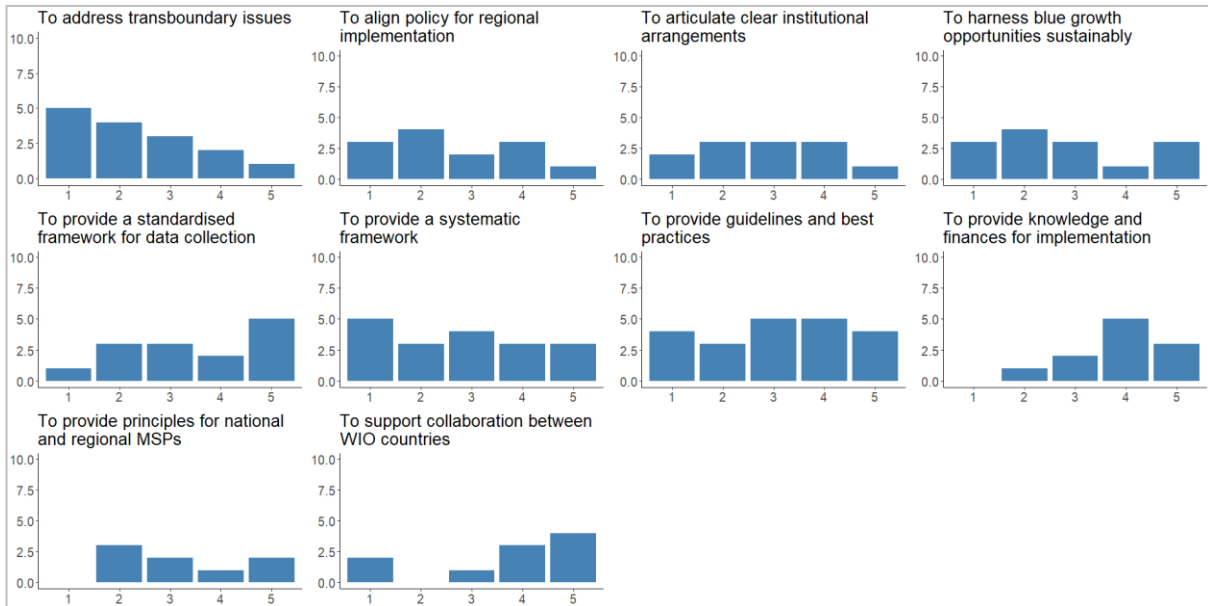 To address transboundary issues
10.0
7.5
5.0
2.5
0.0
1 2 3 4 5
To align policy for regional
implementation
10.0
7.5
5.0
2.5
0.0
1 2 3 4 5
To articulate clear institutional
arrangements
10.0
7.5
5.0
2.5
0.0
1 2 3 4 5
To harness blue growth
opportunities sustainably
10.0
7.5
5.0
2.5
0.0
1 2 3 4 5
To provide a standardised
framework for data collection
10.0
7.5
5.0
2.5
0.0
1 2 3 4 5
To provide a systematic
framework
10.0
7.5
5.0
2.5
0.0
1 2 3 4 5
To provide guidelines and best
practices
10.0
7.5
5.0
2.5
0.0
1 2 3 4 5
To provide knowledge and
finances for implementation
10.0
7.5
5.0
2.5
0.0
1 2 3 4 5
To provide principles for national
and regional MSPs
10.0
7.5
5.0
2.5
0.0
1 2 3 4 5
To support collaboration between
WIO countries
10.0
7.5
5.0
2.5
0.0
1 2 3 4 5